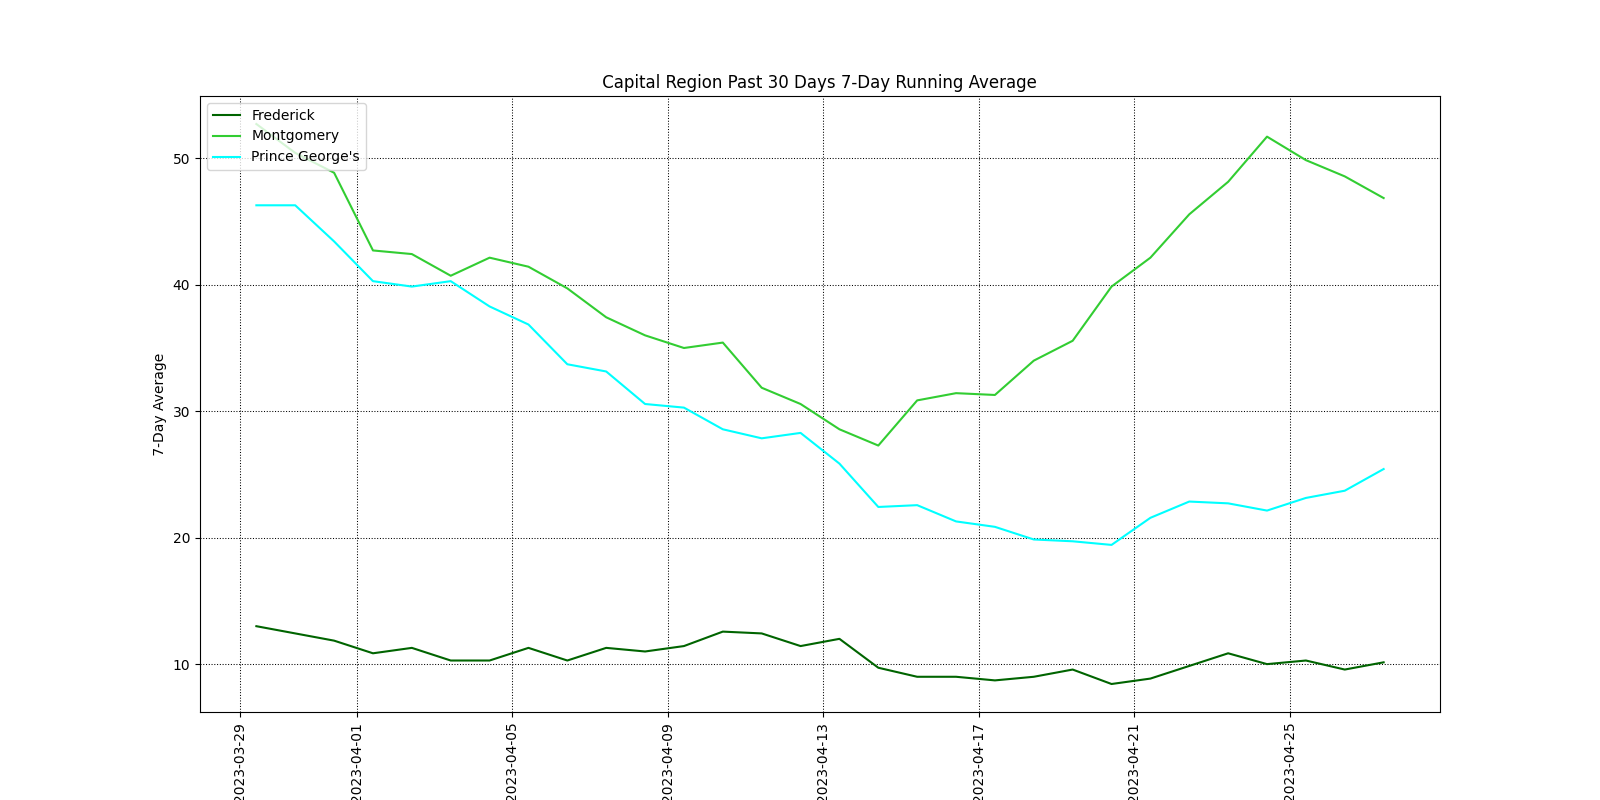 Capital Region Past 30 Days 7-Day Running Average
Frederick
Montgomery
Prince George's
7-Day Average
50
40
30
20
10
2023-03-29
2023-04-01
2023-04-05
2023-04-09
2023-04-13
2023-04-17
2023-04-21
2023-04-25